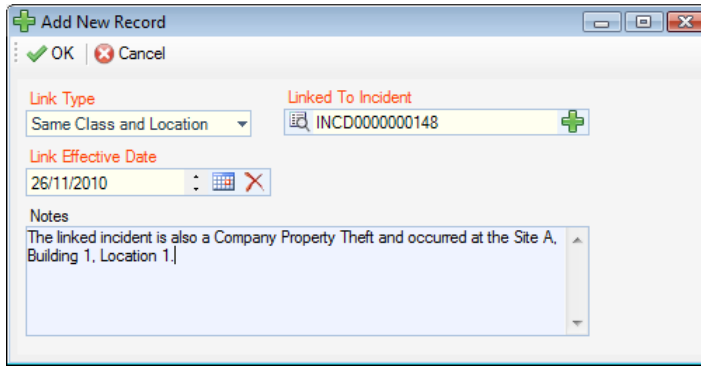 Add New Record
OK Cancel
Link Type Linked To Incident
Same Class and Location INCD0000000148
Link Effective Date
26/11/2010
Notes
The linked incident is also a Company Property Theft and occurred at the Site A,
Building 1, Location 1.